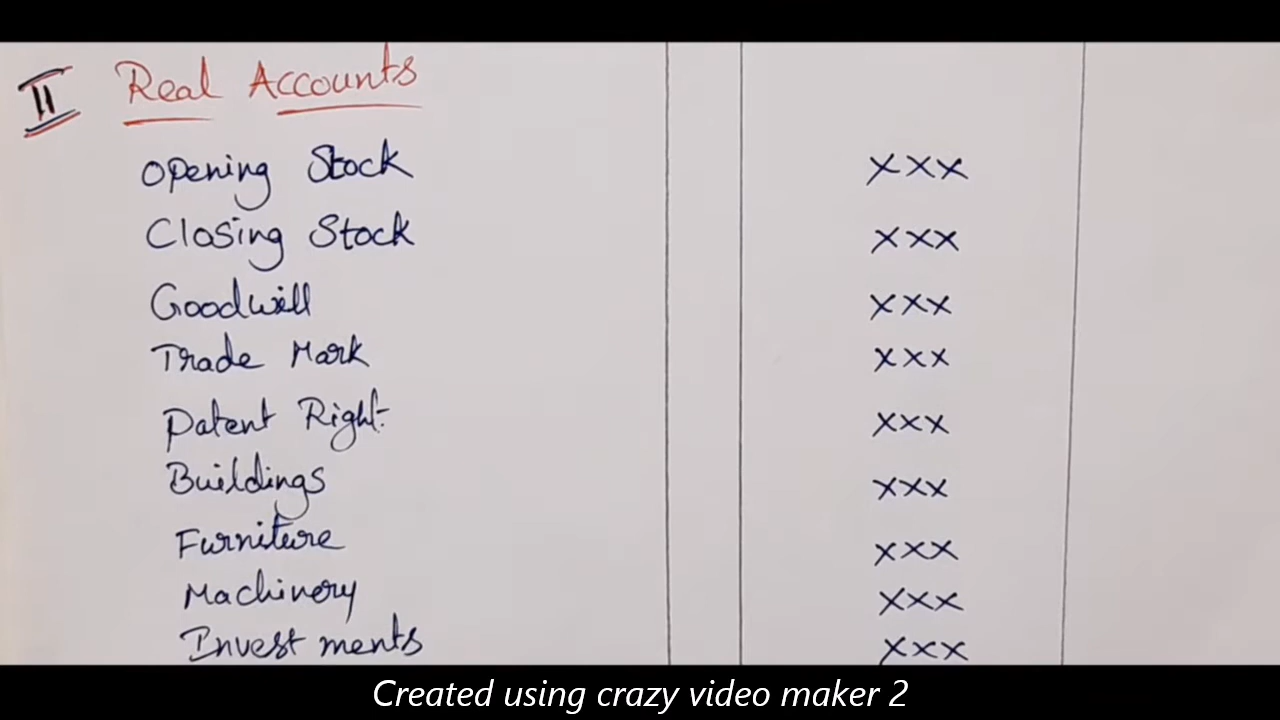 II Real Accounts
Opening Stock xxx
Closing Stock xxx
Goodwill xxx
Trade Mark xxx
Patent Right xxx
Buildings xxx
Furniture xxx
Machinery xxx
Investments xxx
Created using crazy video maker 2